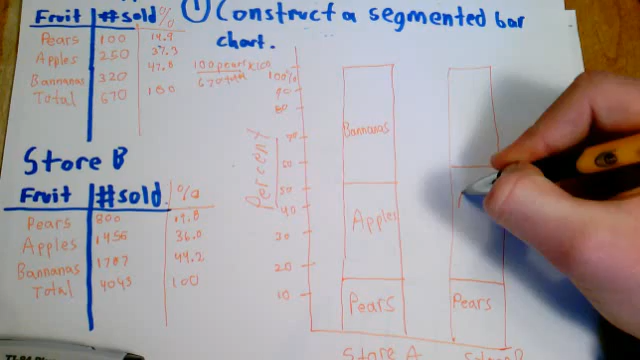 Fruit #sold %
Pears 100 14.9
Apples 250 37.3
Bannanas 320 47.8
Total 670 100
① Construct a segmented bar
chart.
100 pears x100
670 total
Store B
Fruit #sold %
Pears 800 19.8
Apples 1456 36.0
Bannanas 1787 44.2
Total 4043 100
Percent
100%
90
80
70
60
50
40
30
20
10
Bannanas
Apples
Pears
Pears
Store A